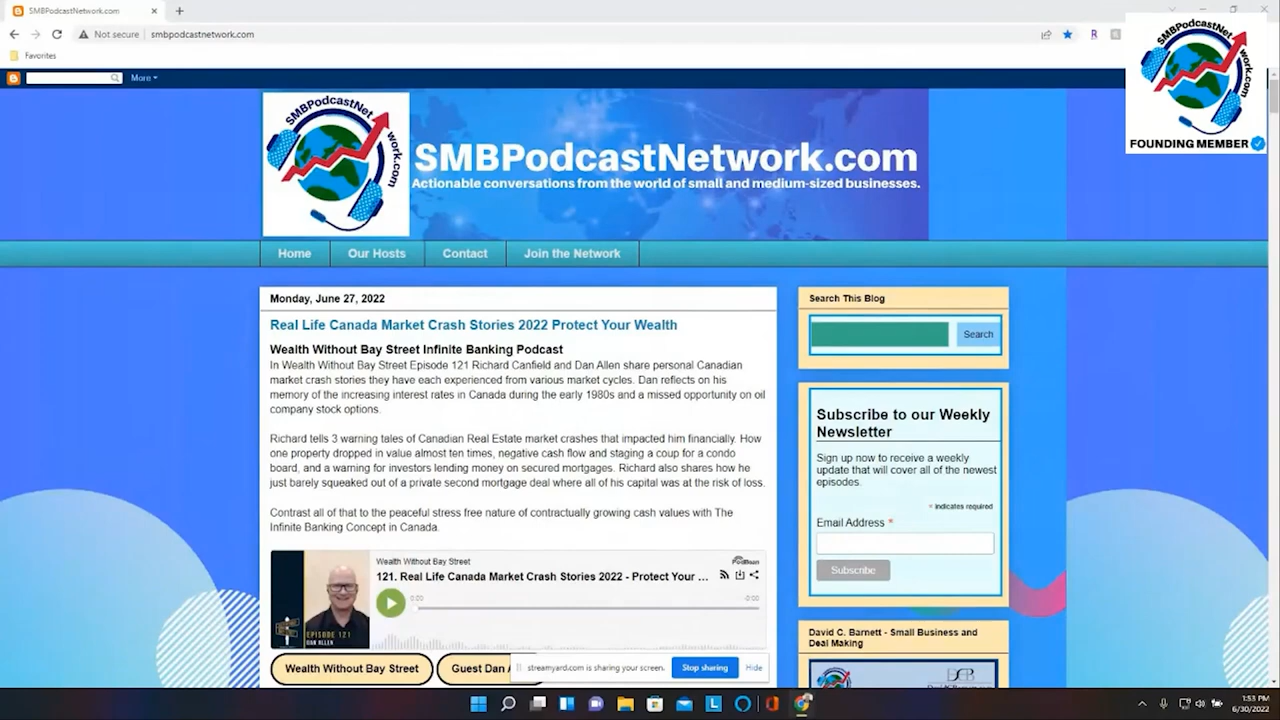 SMBPodcastNetwork.com
Not secure
smbpodcastnetwork.com
Favorites
More
SMBPodcastNetwork.com
FOUNDING MEMBER
SMBPodcastNetwork.com
SMBPodcastNetwork.com
Actionable conversations from the world of small and medium-sized businesses.
Home
Our Hosts
Contact
Join the Network
Monday, June 27, 2022
Real Life Canada Market Crash Stories 2022 Protect Your Wealth
Wealth Without Bay Street Infinite Banking Podcast
In Wealth Without Bay Street Episode 121 Richard Canfield and Dan Allen share personal Canadian
market crash stories they have each experienced from various market cycles. Dan reflects on his
memory of the increasing interest rates in Canada during the early 1980s and a missed opportunity on oil
company stock options.
Richard tells 3 warning tales of Canadian Real Estate market crashes that impacted him financially. How
one property dropped in value almost ten times, negative cash flow and staging a coup for a condo
board, and a warning for investors lending money on secured mortgages. Richard also shares how he
just barely squeaked out of a private second mortgage deal where all of his capital was at the risk of loss.
Contrast all of that to the peaceful stress free nature of contractually growing cash values with The
Infinite Banking Concept in Canada.
EPISODE 121
DAN ALLEN
Wealth Without Bay Street
PodBean
121. Real Life Canada Market Crash Stories 2022 - Protect Your ...
0:00
-0:00
Wealth Without Bay Street
Guest Dan
streamyard.com is sharing your screen.
Stop sharing
Hide
Search This Blog
Search
Subscribe to our Weekly
Newsletter
Sign up now to receive a weekly
update that will cover all of the newest
episodes.
* indicates required
Email Address *
Subscribe
David C. Barnett - Small Business and
Deal Making
1:53 PM
6/30/2022